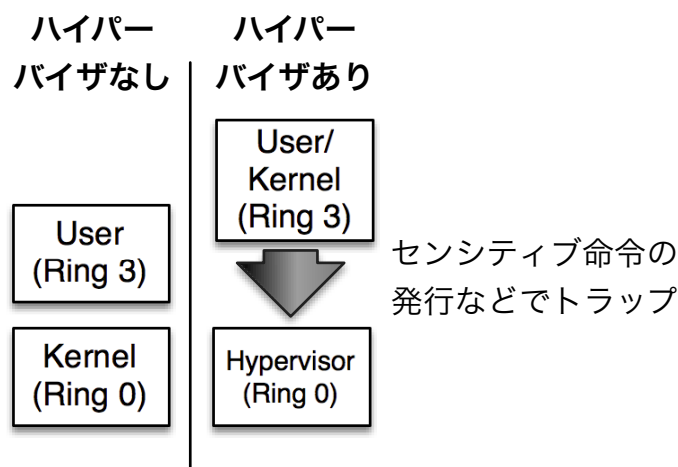 ハイパー
バイザなし
ハイパー
バイザあり
User
(Ring 3)
Kernel
(Ring 0)
User/
Kernel
(Ring 3)
Hypervisor
(Ring 0)
センシティブ命令の
発行などでトラップ